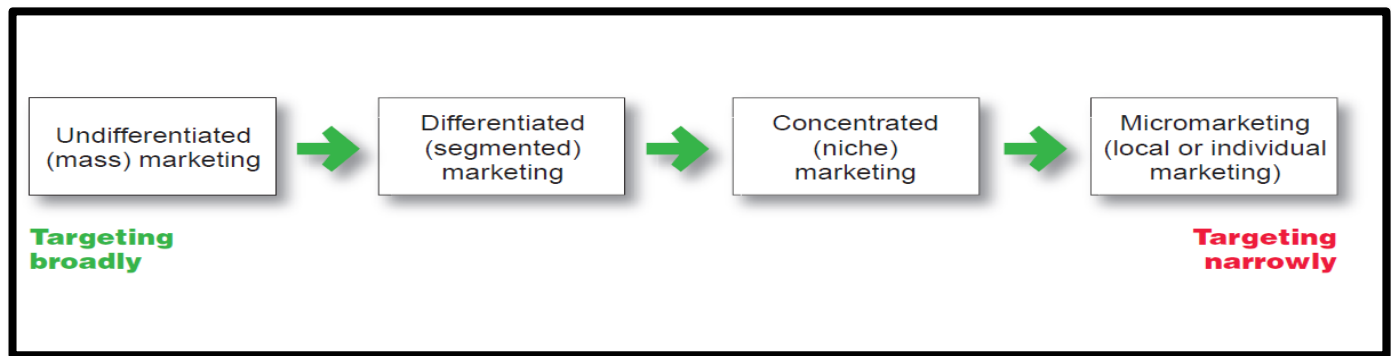 Undifferentiated
(mass) marketing
Differentiated
(segmented)
marketing
Concentrated
(niche)
marketing
Micromarketing
(local or individual
marketing)
Targeting
broadly
Targeting
narrowly